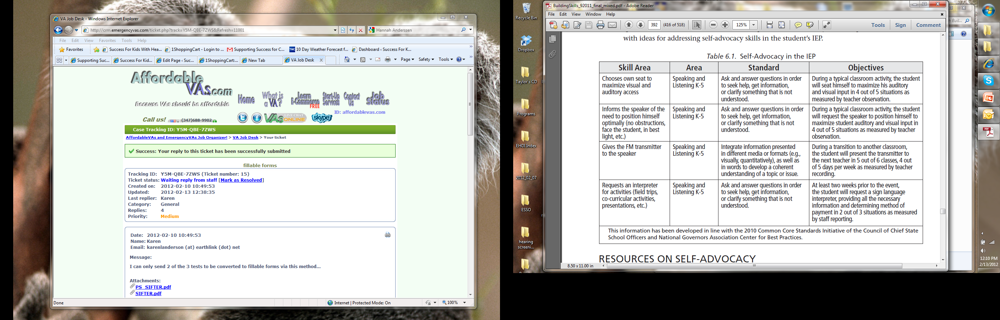 VA Job Desk - Windows Internet Explorer
http://crm.emergencyvas.com/ticket.php?track=Y5M-QBE-7ZWS&Refresh=11001
Hannah Anderssen
File Edit View Favorites Tools Help
Favorites
Success For Kids With Hea...
1ShoppingCart - Login to ...
Supporting Success for C...
TWC 10 Day Weather Forecast f...
Dashboard ‹ Success For K...
Supporting Suc...
Success For Kid...
Edit Page ‹ Suc...
1ShoppingCart:...
New Tab
VA Job Desk
Page
Safety
Tools
Affordable
VAs.com
Because VAs should be affordable
Home
What is a VA?
Learn E-Commerce FREE
Start-Up Services
Contact Us
Job Status
ID: affordablevas.com
Call us! (347)688-9902
VAs LIVE CHAT ONLINE
skype
Case Tracking ID: Y5M-QBE-7ZWS
AffordableVAs and EmergencyVAs Job Organizer! > VA Job Desk > Your ticket
Success: Your reply to this ticket has been successfully submitted
fillable forms
Tracking ID: Y5M-QBE-7ZWS (Ticket number: 15)
Ticket status: Waiting reply from staff [Mark as Resolved]
Created on: 2012-02-10 10:49:53
Updated: 2012-02-13 12:38:35
Last replier: Karen
Category: General
Replies: 4
Priority: Medium
Date: 2012-02-10 10:49:53
Name: Karen
Email: karenlanderson (at) earthlink (dot) net
Message:
I can only send 2 of the 3 tests to be converted to fillable forms via this method...
Attachments:
PS_SIFTER.pdf
SIFTER.pdf
Done
Internet | Protected Mode: On
100%
Recycle Bin
Dropbox
Taylor's CD
Programs
EHDI Index
2012_02_07
ESSO
hearing
screeni...
BuildingSkills_92011_final_mixed.pdf - Adobe Reader
File Edit View Window Help
392 (416 of 518)
125%
Tools Sign Comment
with ideas for addressing self-advocacy skills in the student's IEP.
Table 6.1. Self-Advocacy in the IEP
Skill Area Area Standard Objectives
Chooses own seat to
maximize visual and
auditory access
Speaking and
Listening K-5
Ask and answer questions in order
to seek help, get information,
or clarify something that is not
understood.
During a typical classroom activity, the student
will seat himself to maximize his auditory
and visual input in 4 out of 5 situations as
measured by teacher observation.
Informs the speaker of the
need to position himself
optimally (no obstructions,
face the student, in best
light, etc.)
Speaking and
Listening K-5
Ask and answer questions in order
to seek help, get information,
or clarify something that is not
understood.
During a typical classroom activity, the student
will request the speaker to position himself to
maximize student auditory and visual input in
4 out of 5 situations as measured by teacher
observation.
Gives the FM transmitter
to the speaker
Speaking and
Listening K-5
Integrate information presented
in different media or formats (e.g.,
visually, quantitatively), as well as
in words to develop a coherent
understanding of a topic or issue.
During a transition to another classroom,
the student will present the transmitter to
the next teacher in 5 out of 6 classes, 4 out
of 5 days per week as measured by teacher
recording.
Requests an interpreter
for activities (field trips,
co-curricular activities,
presentations, etc.)
Speaking and
Listening K-5
Ask and answer questions in order
to seek help, get information,
or clarify something that is not
understood.
At least two weeks prior to the event,
the student will request a sign language
interpreter, providing all the necessary
information and determining method of
payment in 2 out of 3 situations as measured
by staff reporting.
This information has been developed in line with the 2010 Common Core Standards Initiative of the Council of Chief State
School Officers and National Governors Association Center for Best Practices.
RESOURCES ON SELF-ADVOCACY
8.50 x 11.00 in
PDF
12:10 PM
2/13/2012